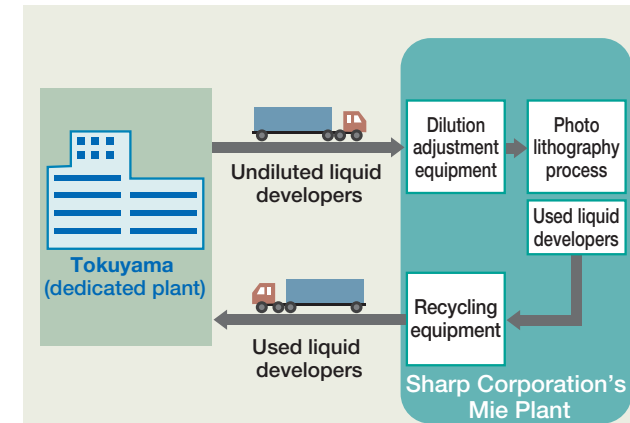 Tokuyama
(dedicated plant)
Undiluted liquid
developers
Dilution
adjustment
equipment
Photo
lithography
process
Used liquid
developers
Recycling
equipment
Used liquid
developers
Sharp Corporation's
Mie Plant